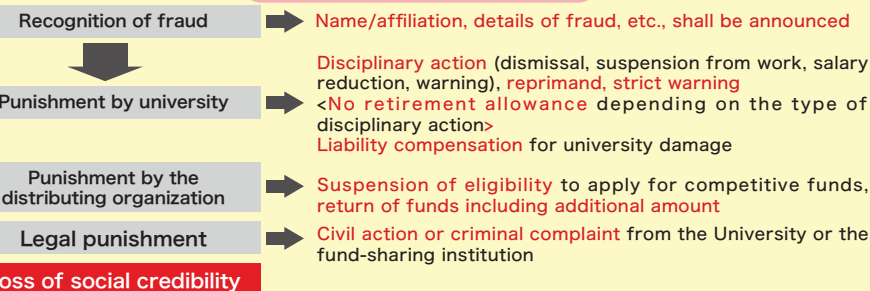 Recognition of fraud
Name/affiliation, details of fraud, etc., shall be announced
Disciplinary action (dismissal, suspension from work, salary
reduction, warning), reprimand, strict warning
Punishment by university
<No retirement allowance depending on the type of
disciplinary action>
Liability compensation for university damage
Punishment by the
distributing organization
Suspension of eligibility to apply for competitive funds,
return of funds including additional amount
Legal punishment
Civil action or criminal complaint from the University or the
fund-sharing institution
oss of social credibility